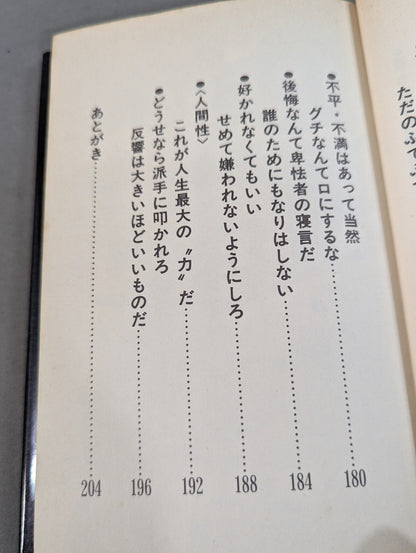 ただのふて
●不平・不満はあって当然
グチなんて口にするな……………180
●後悔なんて卑怯者の寝言だ
誰のためにもなりはしない……………184
●好かれなくてもいい
せめて嫌われないようにしろ……………188
●〈人間性〉
これが人生最大の〝力〟だ……………192
●どうせなら派手に叩かれろ
反響は大きいほどいいものだ……………196
あとがき……………204